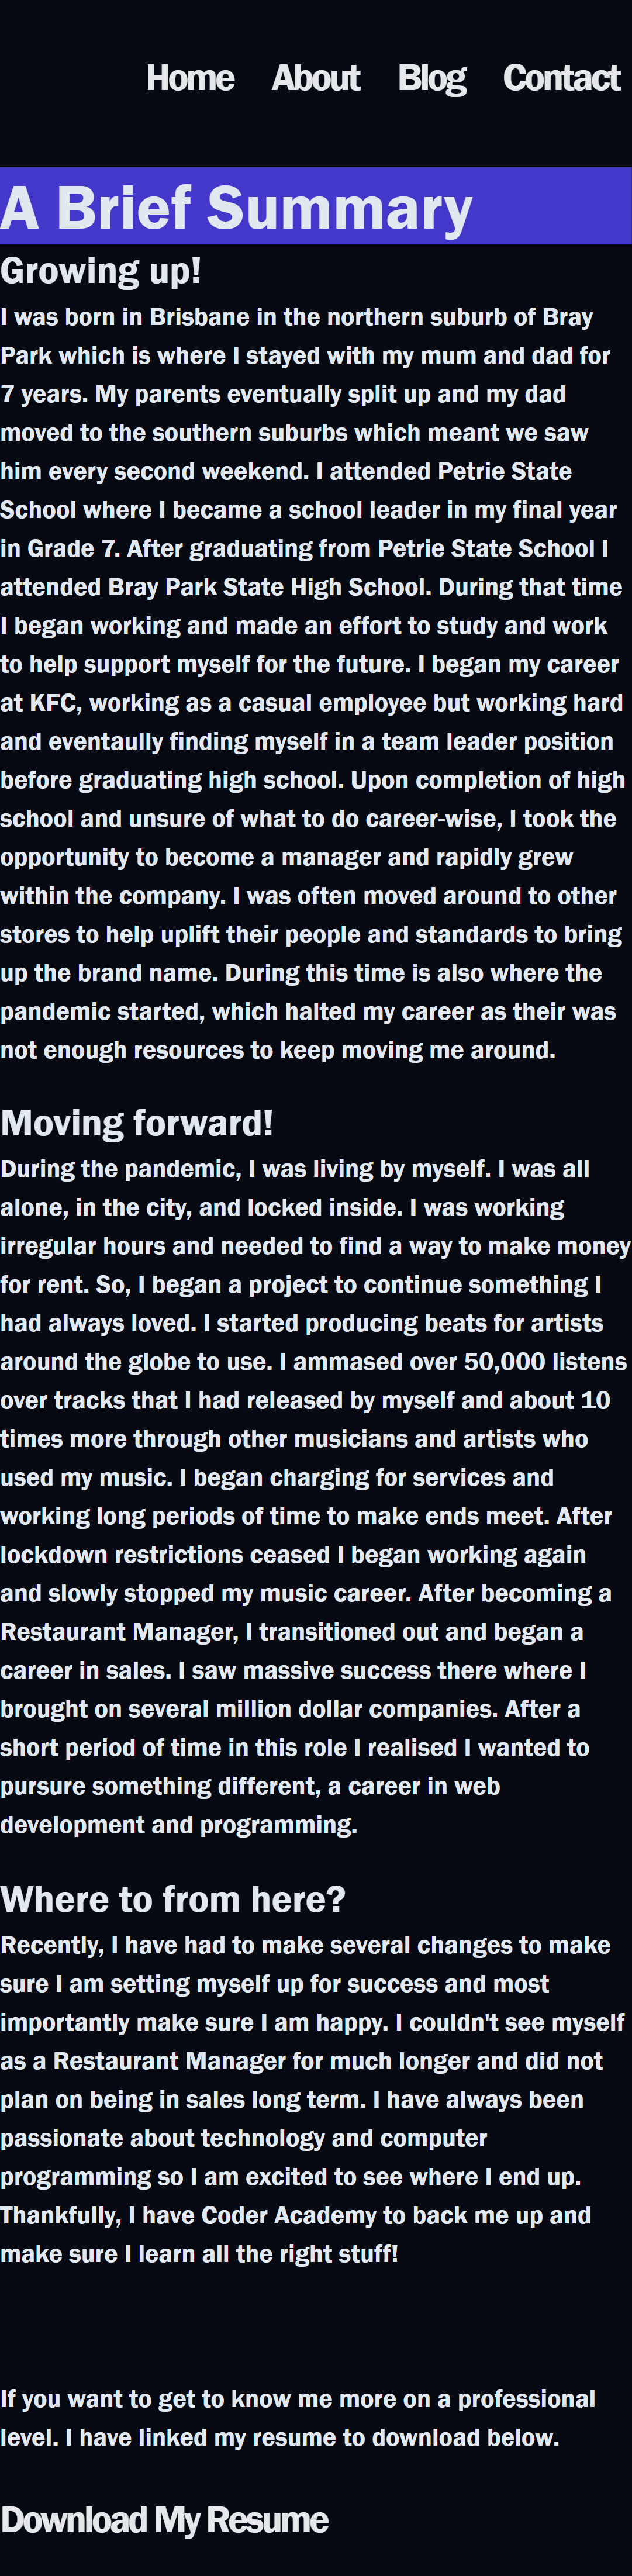 Home About Blog Contact
A Brief Summary
Growing up!
I was born in Brisbane in the northern suburb of Bray
Park which is where I stayed with my mum and dad for
7 years. My parents eventually split up and my dad
moved to the southern suburbs which meant we saw
him every second weekend. I attended Petrie State
School where I became a school leader in my final year
in Grade 7. After graduating from Petrie State School I
attended Bray Park State High School. During that time
I began working and made an effort to study and work
to help support myself for the future. I began my career
at KFC, working as a casual employee but working hard
and eventaully finding myself in a team leader position
before graduating high school. Upon completion of high
school and unsure of what to do career-wise, I took the
opportunity to become a manager and rapidly grew
within the company. I was often moved around to other
stores to help uplift their people and standards to bring
up the brand name. During this time is also where the
pandemic started, which halted my career as their was
not enough resources to keep moving me around.
Moving forward!
During the pandemic, I was living by myself. I was all
alone, in the city, and locked inside. I was working
irregular hours and needed to find a way to make money
for rent. So, I began a project to continue something I
had always loved. I started producing beats for artists
around the globe to use. I ammased over 50,000 listens
over tracks that I had released by myself and about 10
times more through other musicians and artists who
used my music. I began charging for services and
working long periods of time to make ends meet. After
lockdown restrictions ceased I began working again
and slowly stopped my music career. After becoming a
Restaurant Manager, I transitioned out and began a
career in sales. I saw massive success there where I
brought on several million dollar companies. After a
short period of time in this role I realised I wanted to
pursure something different, a career in web
development and programming.
Where to from here?
Recently, I have had to make several changes to make
sure I am setting myself up for success and most
importantly make sure I am happy. I couldn't see myself
as a Restaurant Manager for much longer and did not
plan on being in sales long term. I have always been
passionate about technology and computer
programming so I am excited to see where I end up.
Thankfully, I have Coder Academy to back me up and
make sure I learn all the right stuff!
If you want to get to know me more on a professional
level. I have linked my resume to download below.
Download My Resume